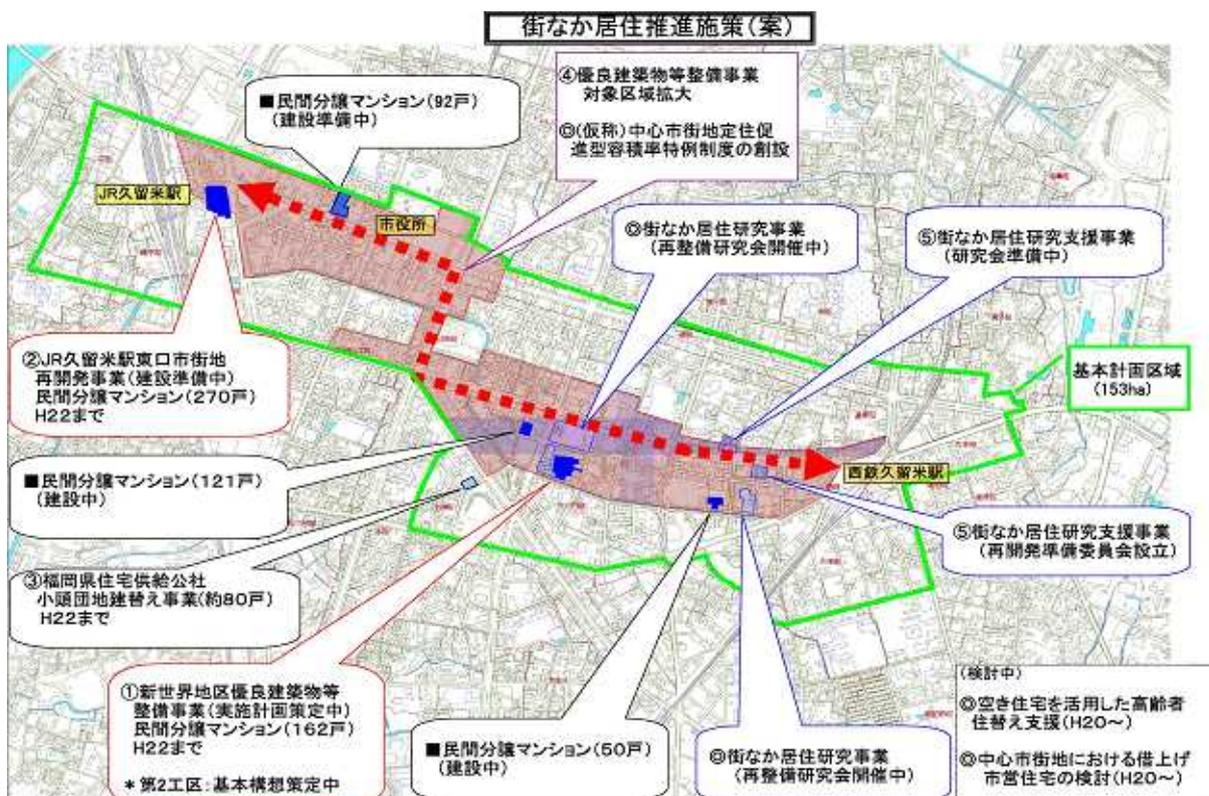 街なか居住推進施策(案)
④優良建築物等整備事業
対象区域拡大
◎(仮称)中心市街地定住促
進型容積率特例制度の創設
■民間分譲マンション(92戸)
(建設準備中)
JR久留米駅
市役所
◎街なか居住研究事業
(再整備研究会開催中)
⑤街なか居住研究支援事業
(研究会準備中)
②JR久留米駅東口市街地
再開発事業(建設準備中)
民間分譲マンション(270戸)
H22まで
基本計画区域
(153ha)
■民間分譲マンション(121戸)
(建設中)
西鉄久留米駅
⑤街なか居住研究支援事業
(再開発準備委員会設立)
③福岡県住宅供給公社
小頭団地建替え事業(約80戸)
H22まで
①新世界地区優良建築物等
整備事業(実施計画策定中)
民間分譲マンション(162戸)
H22まで
*第2工区:基本構想策定中
■民間分譲マンション(50戸)
(建設中)
◎街なか居住研究事業
(再整備研究会開催中)
(検討中)
◎空き住宅を活用した高齢者
住替え支援(H20~)
◎中心市街地における借上げ
市営住宅の検討(H20~)